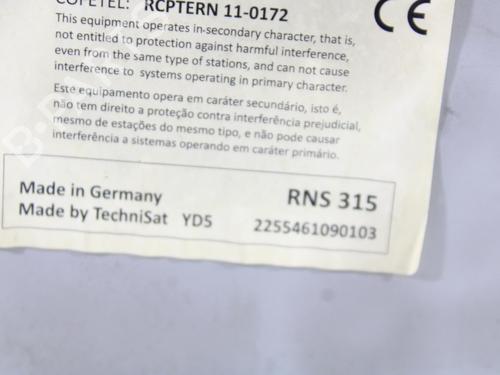 COFETEL: RCPTERN 11-0172
CE
This equipment operates in-secondary character, that is,
not entitled to protection against harmful interference,
even from the same type of stations, and can not cause
interference to systems operating in primary character.
Este equipamento opera em caráter secundário, isto é,
não tem direito a proteção contra interferência prejudicial,
mesmo de estações do mesmo tipo, e não pode causar
interferência a sistemas operando em caráter primário.
Made in Germany RNS 315
Made by TechniSat YD5 2255461090103